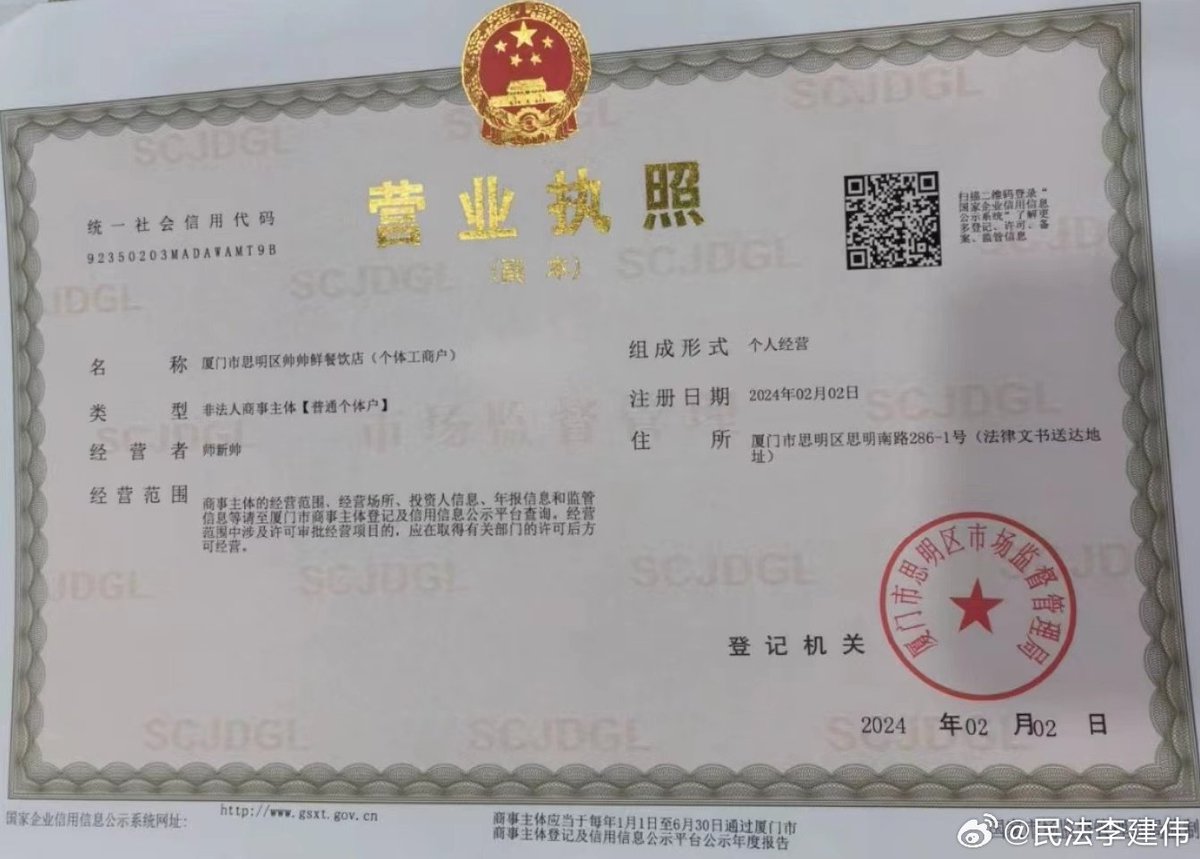 营业执照
(副本)
统一社会信用代码
92350203MADAWAMT9B
扫描二维码登录“
国家企业信用信息
公示系统”了解更
多登记、许可、备
案、监管信息
名 称 厦门市思明区帅帅鲜餐饮店（个体工商户）
类 型 非法人商事主体【普通个体户】
经营者 师新帅
经营范围 商事主体的经营范围、经营场所、投资人信息、年报信息和监管
信息等请至厦门市商事主体登记及信用信息公示平台查询。经营
范围中涉及许可审批经营项目的，应在取得有关部门的许可后方
可经营。
组成形式 个人经营
注册日期 2024年02月02日
住 所 厦门市思明区思明南路286-1号（法律文书送达地
址）
登记机关
厦门市思明区市场监督管理局
2024 年02 月02 日
国家企业信用信息公示系统网址：
http://www.gsxt.gov.cn
商事主体应当于每年1月1日至6月30日通过厦门市
商事主体登记及信用信息公示平台公示年度报告
SCJDGL
市场监督管理
@民法李建伟